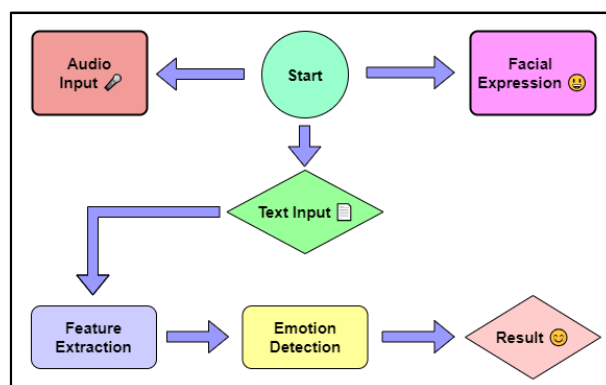 Audio
Input 🎤
Start
Facial
Expression 😃
Text Input 📄
Feature
Extraction
Emotion
Detection
Result 😊